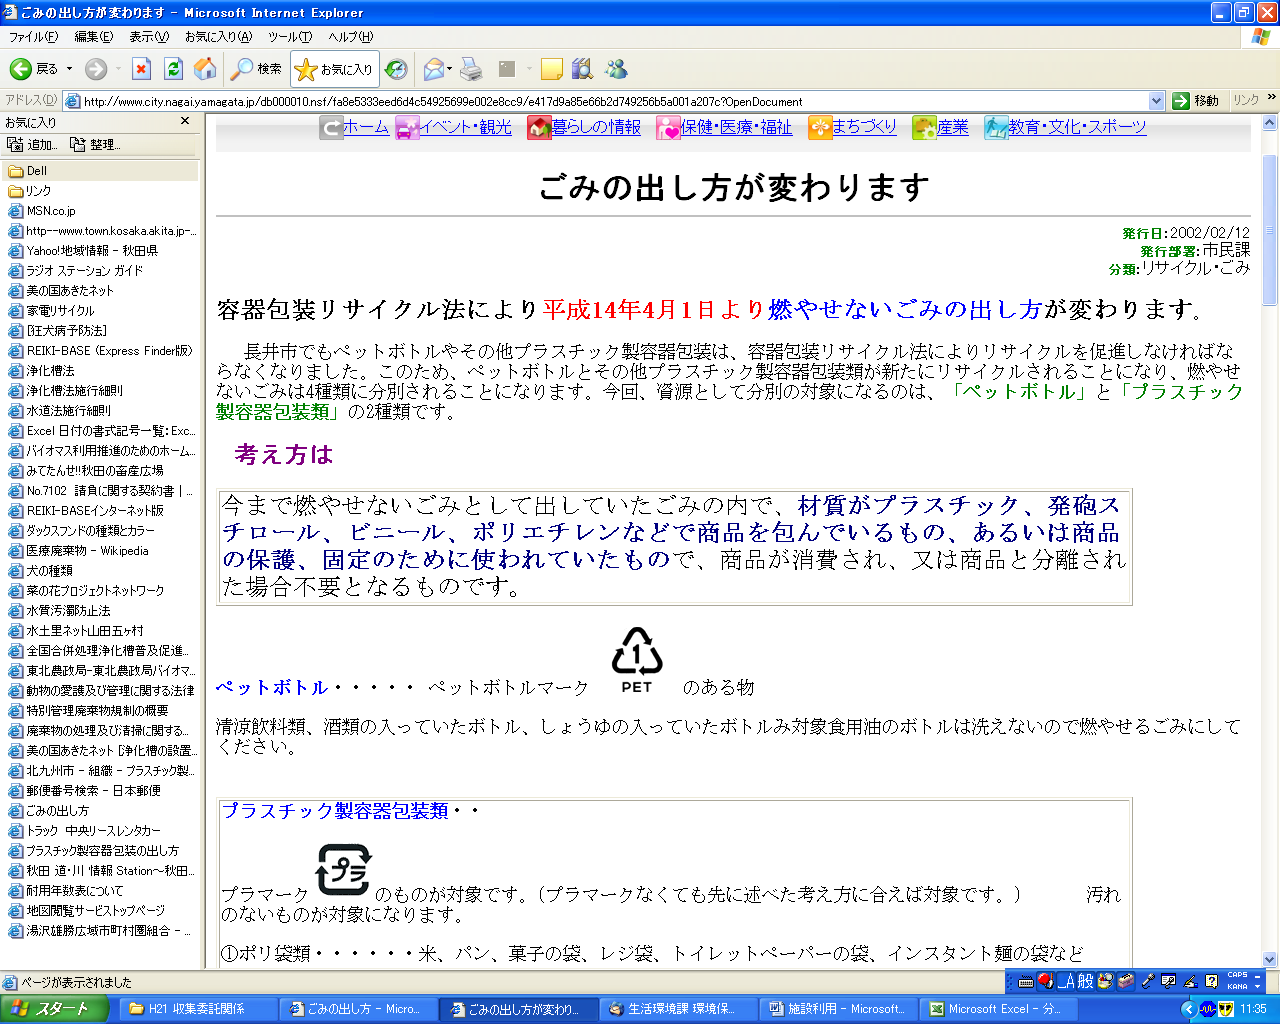 ごみの出し方が変わります - Microsoft Internet Explorer
ファイル(F) 編集(E) 表示(V) お気に入り(A) ツール(T) ヘルプ(H)
戻る 検索 お気に入り
アドレス(D) http://www.city.nagai.yamagata.jp/db000010.nsf/fa8e5333eed6d4c54925699e002e8cc9/e417d9a85e66b2d749256b5a001a207c?OpenDocument 移動 リンク »
お気に入り
追加... 整理...
Dell
リンク
MSN.co.jp
http--www.town.kosaka.akita.jp-...
Yahoo!地域情報 - 秋田県
ラジオ ステーション ガイド
美の国あきたネット
家電リサイクル
[狂犬病予防法]
REIKI-BASE (Express Finder版)
浄化槽法
浄化槽法施行細則
水道法施行細則
Excel 日付の書式記号一覧：Exc...
バイオマス利用推進のためのホーム...
みてたんせ!!秋田の畜産広場
No.7102 請負に関する契約書｜...
REIKI-BASEインターネット版
ダックスフンドの種類とカラー
医療廃棄物 - Wikipedia
犬の種類
菜の花プロジェクトネットワーク
水質汚濁防止法
水土里ネット山田五ヶ村
全国合併処理浄化槽普及促進...
東北農政局-東北農政局バイオマ...
動物の愛護及び管理に関する法律
特別管理廃棄物規制の概要
廃棄物の処理及び清掃に関する...
美の国あきたネット [浄化槽の設置...
北九州市 - 組織 - プラスチック製...
郵便番号検索 - 日本郵便
ごみの出し方
トラック 中央リースレンタカー
プラスチック製容器包装の出し方
秋田 道・川 情報 Station～秋田...
耐用年数表について
地図閲覧サービストップページ
湯沢雄勝広域市町村圏組合 - ...
ホーム イベント・観光 暮らしの情報 保健・医療・福祉 まちづくり 産業 教育・文化・スポーツ
ごみの出し方が変わります
発行日:2002/02/12
発行部署:市民課
分類:リサイクル・ごみ
容器包装リサイクル法により平成14年4月1日より燃やせないごみの出し方が変わります。
長井市でもペットボトルやその他プラスチック製容器包装は、容器包装リサイクル法によりリサイクルを促進しなければな
らなくなりました。このため、ペットボトルとその他プラスチック製容器包装類が新たにリサイクルされることになり、燃やせ
ないごみは4種類に分別されることになります。今回、資源として分別の対象になるのは、「ペットボトル」と「プラスチック
製容器包装類」の2種類です。
考え方は
今まで燃やせないごみとして出していたごみの内で、材質がプラスチック、発砲ス
チロール、ビニール、ポリエチレンなどで商品を包んでいるもの、あるいは商品
の保護、固定のために使われていたもので、商品が消費され、又は商品と分離され
た場合不要となるものです。
ペットボトル・・・・・ ペットボトルマーク 1 PET のある物
清涼飲料類、酒類の入っていたボトル、しょうゆの入っていたボトルみ対象食用油のボトルは洗えないので燃やせるごみにして
ください。
プラスチック製容器包装類・・
プラマーク プラ のものが対象です。（プラマークなくても先に述べた考え方に合えば対象です。） 汚れ
のないものが対象になります。
①ポリ袋類・・・・・・米、パン、菓子の袋、レジ袋、トイレットペーパーの袋、インスタント麺の袋など
ページが表示されました
A 般 CAPS KANA
スタート H21 収集委託関係 ごみの出し方 - Micro... ごみの出し方が変わり... 生活環境課 環境保... 施設利用 - Microsoft... Microsoft Excel - 分... 11:35